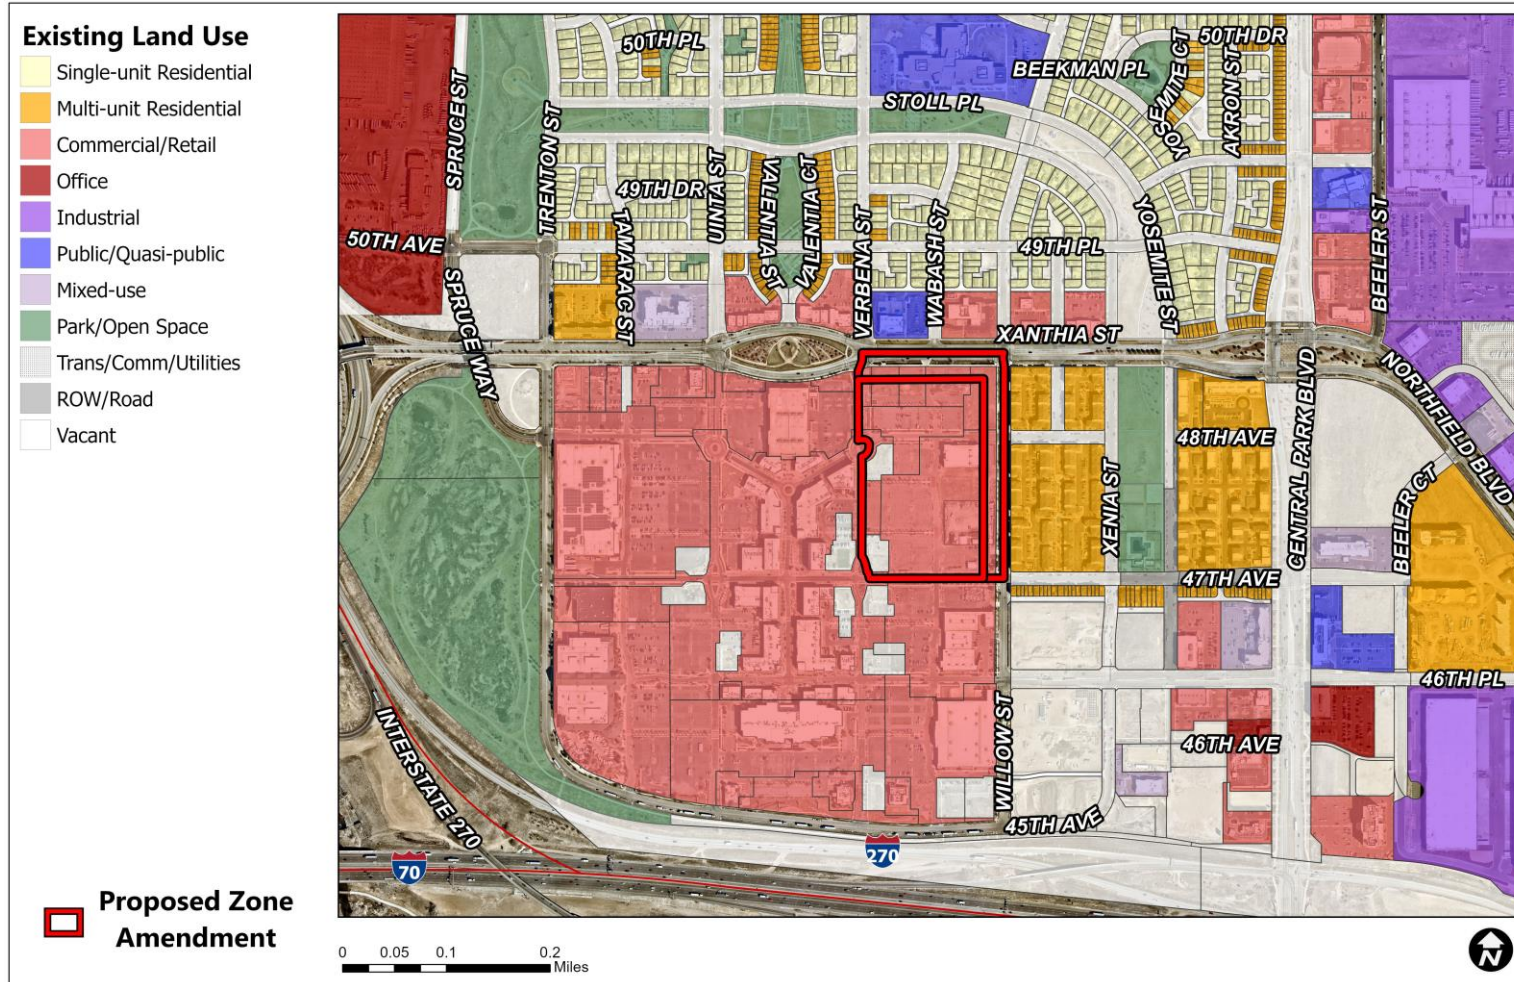 Existing Land Use
Single-unit Residential
Multi-unit Residential
Commercial/Retail
Office
Industrial
Public/Quasi-public
Mixed-use
Park/Open Space
Trans/Comm/Utilities
ROW/Road
Vacant
Proposed Zone
Amendment
50TH PL
50TH DR
BEEKMAN PL
YOSEMITE CT
AKRON ST
SPRUCE ST
TRENTON ST
STOLL PL
49TH DR
UINTA ST
VALENTIA ST
VALENTIA CT
VERBENA ST
WABASH ST
49TH PL
YOSEMITE ST
BEELER ST
50TH AVE
TAMARAC ST
SPRUCE WAY
XANTHIA ST
CENTRAL PARK BLVD
NORTHFIELD BLVD
48TH AVE
XENIA ST
BEELER CT
47TH AVE
46TH PL
WILLOW ST
46TH AVE
45TH AVE
INTERSTATE 270
70
270
0 0.05 0.1 0.2
Miles
N